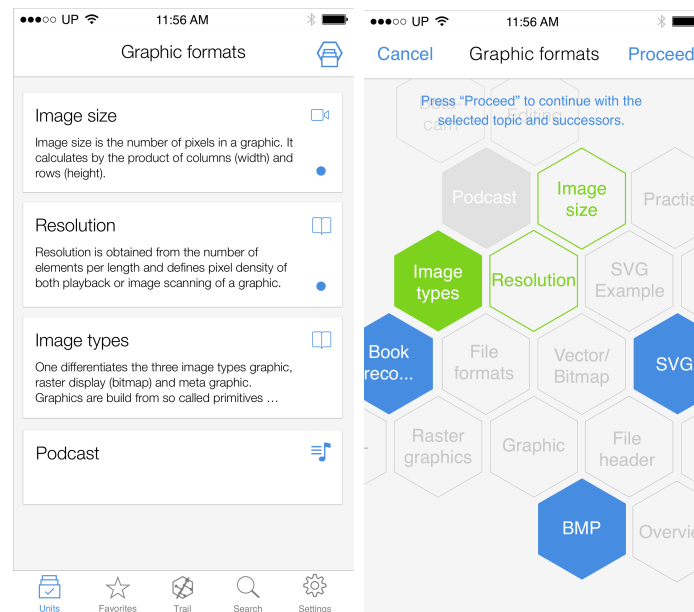 UP
11:56 AM
Graphic formats
Image size
Image size is the number of pixels in a graphic. It
calculates by the product of columns (width) and
rows (height).
Resolution
Resolution is obtained from the number of
elements per length and defines pixel density of
both playback or image scanning of a graphic.
Image types
One differentiates the three image types graphic,
raster display (bitmap) and meta graphic.
Graphics are build from so called primitives …
Podcast
Units
Favorites
Trail
Search
Settings
UP
11:56 AM
Cancel
Graphic formats
Proceed
Press “Proceed” to continue with the
selected topic and successors.
Editing
Podcast
Image
size
Practis
Image
types
Resolution
SVG
Example
Book
reco...
File
formats
Vector/
Bitmap
SVG
Raster
graphics
Graphic
File
header
BMP
Overvie